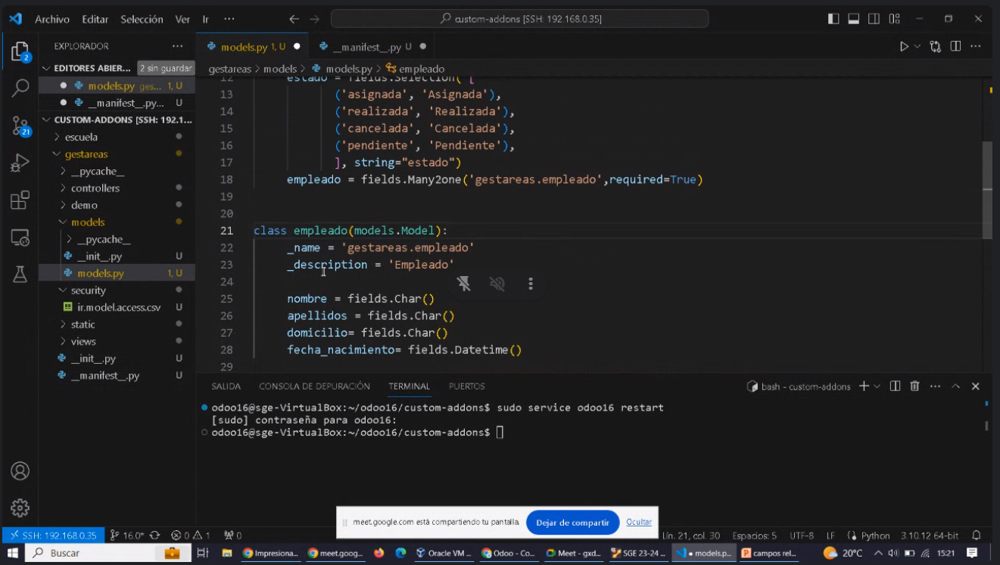 Archivo Editar Selección Ver Ir ··· custom-addons [SSH: 192.168.0.35]
EXPLORADOR ···
EDITORES ABIER... 2 sin guardar
models.py ges... 1, U
__manifest__.py... U
CUSTOM-ADDONS [SSH: 192.1...
escuela
gestareas
__pycache__
controllers
demo
models
__pycache__
__init__.py U
models.py 1, U
security
ir.model.access.csv U
static
views
__init__.py U
__manifest__.py U
models.py 1, U
__manifest__.py U
gestareas > models > models.py > empleado
12 estado = fields.Selection( [
13 ('asignada', 'Asignada'),
14 ('realizada', 'Realizada'),
15 ('cancelada', 'Cancelada'),
16 ('pendiente', 'Pendiente'),
17 ], string="estado")
18 empleado = fields.Many2one('gestareas.empleado',required=True)
19
20
21 class empleado(models.Model):
22 _name = 'gestareas.empleado'
23 _description = 'Empleado'
24
25 nombre = fields.Char()
26 apellidos = fields.Char()
27 domicilio= fields.Char()
28 fecha_nacimiento= fields.Datetime()
29
SALIDA CONSOLA DE DEPURACIÓN TERMINAL PUERTOS bash - custom-addons
odoo16@sge-VirtualBox:~/odoo16/custom-addons$ sudo service odoo16 restart
[sudo] contraseña para odoo16:
odoo16@sge-VirtualBox:~/odoo16/custom-addons$
2
21
meet.google.com está compartiendo tu pantalla. Dejar de compartir Ocultar
SSH: 192.168.0.35 16.0* 0 1 0 Lín. 21, col. 30 Espacios: 5 UTF-8 LF Python 3.10.12 64-bit
Buscar Impresiona... meet.goog... Oracle VM ... Odoo - Co... Meet - gxd... SGE 23-24 ... ● models.p... campos rel... 20°C 15:21